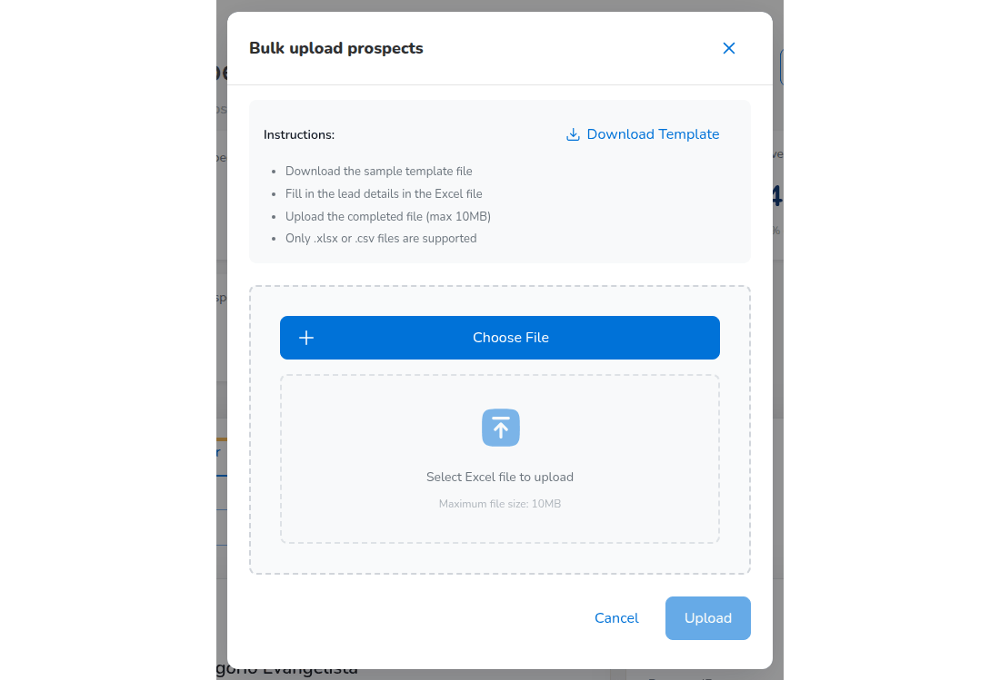 Bulk upload prospects
Instructions:
Download Template
Download the sample template file
Fill in the lead details in the Excel file
Upload the completed file (max 10MB)
Only .xlsx or .csv files are supported
Choose File
Select Excel file to upload
Maximum file size: 10MB
Cancel
Upload
4
%
Evangelista